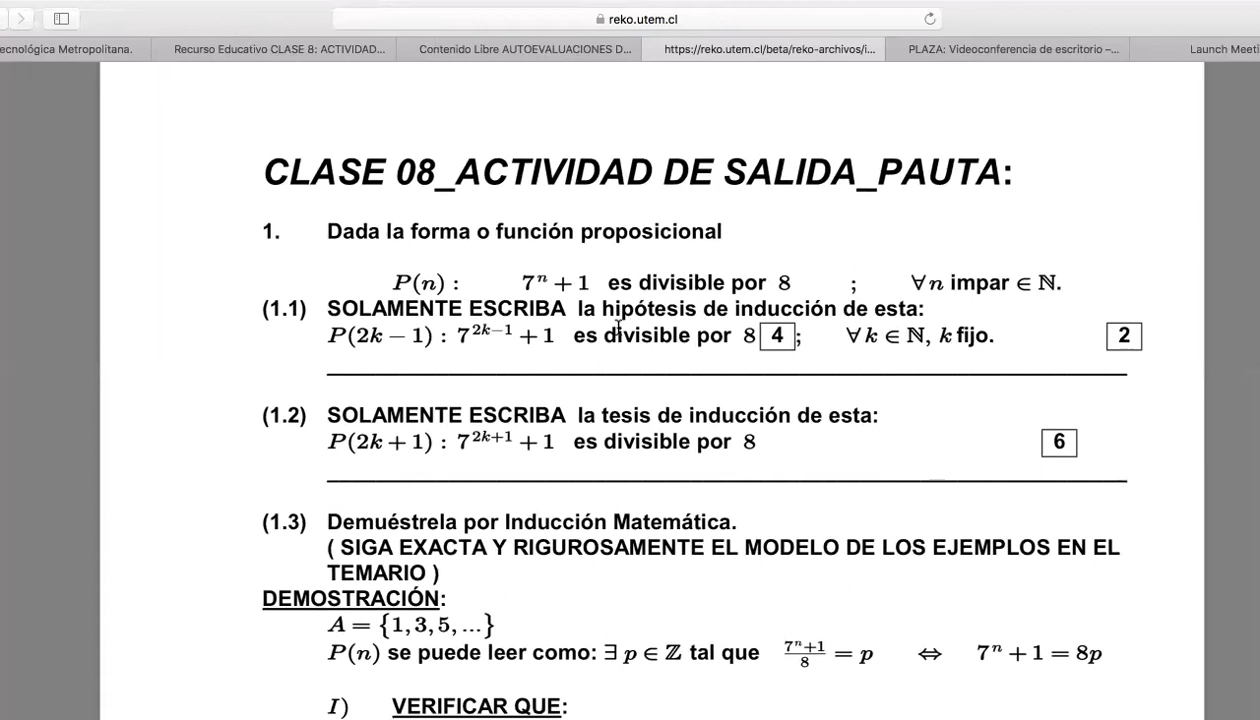 reko.utem.cl
ecnológica Metropolitana.
Recurso Educativo CLASE 8: ACTIVIDAD...
Contenido Libre AUTOEVALUACIONES D...
https://reko.utem.cl/beta/reko-archivos/i...
PLAZA: Videoconferencia de escritorio –...
Launch Meeti
CLASE 08_ACTIVIDAD DE SALIDA_PAUTA:
1. Dada la forma o función proposicional
P(n) : 7^n + 1 es divisible por 8 ; ∀ n impar ∈ ℕ.
(1.1) SOLAMENTE ESCRIBA la hipótesis de inducción de esta:
P(2k − 1) : 7^{2k−1} + 1 es divisible por 8 4 ; ∀ k ∈ ℕ, k fijo. 2
(1.2) SOLAMENTE ESCRIBA la tesis de inducción de esta:
P(2k + 1) : 7^{2k+1} + 1 es divisible por 8 6
(1.3) Demuéstrela por Inducción Matemática.
( SIGA EXACTA Y RIGUROSAMENTE EL MODELO DE LOS EJEMPLOS EN EL
TEMARIO )
DEMOSTRACIÓN:
A = {1, 3, 5, ...}
P(n) se puede leer como: ∃ p ∈ ℤ tal que (7^n+1)/8 = p ⇔ 7^n + 1 = 8p
I) VERIFICAR QUE: